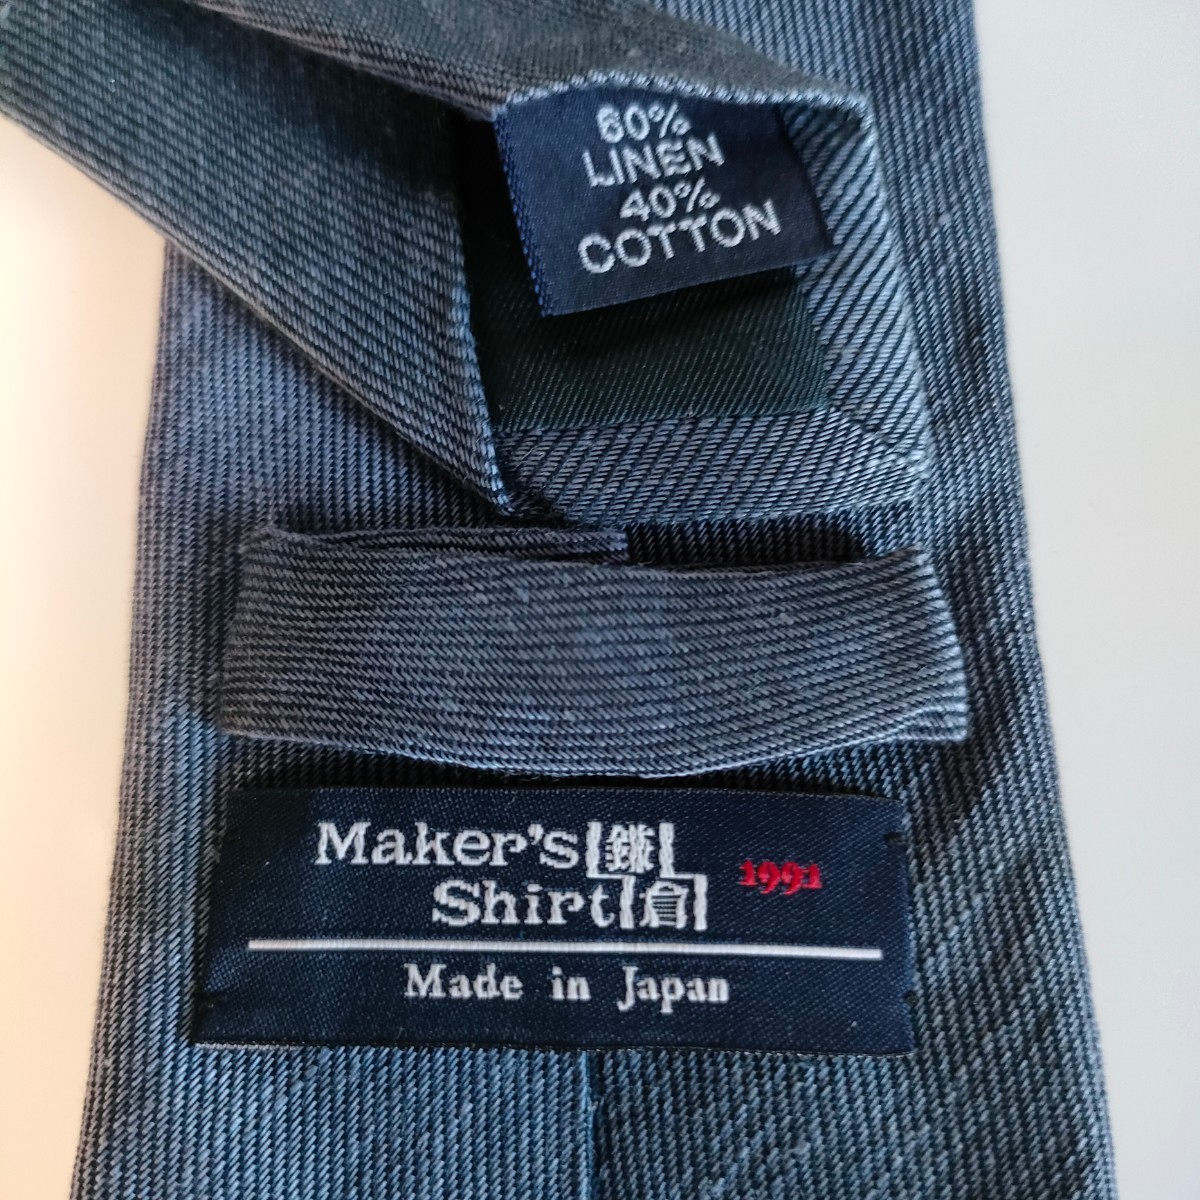 60%
LINEN
40%
COTTON
Maker's 鎌
Shirt 倉 1991
Made in Japan